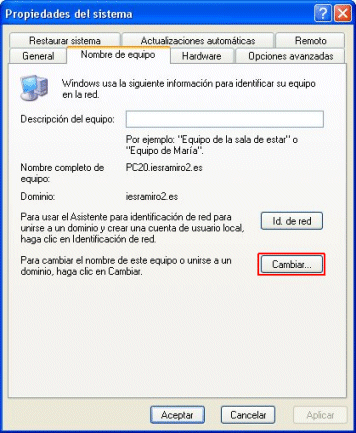 Propiedades del sistema
Restaurar sistema Actualizaciones automáticas Remoto
General Nombre de equipo Hardware Opciones avanzadas
Windows usa la siguiente información para identificar su equipo
en la red.
Descripción del equipo:
Por ejemplo: "Equipo de la sala de estar" o
"Equipo de María".
Nombre completo de PC20.iesramiro2.es
equipo:
Dominio: iesramiro2.es
Para usar el Asistente para identificación de red para
unirse a un dominio y crear una cuenta de usuario local,
haga clic en Identificación de red.
Id. de red
Para cambiar el nombre de este equipo o unirse a un
dominio, haga clic en Cambiar.
Cambiar...
Aceptar Cancelar Aplicar